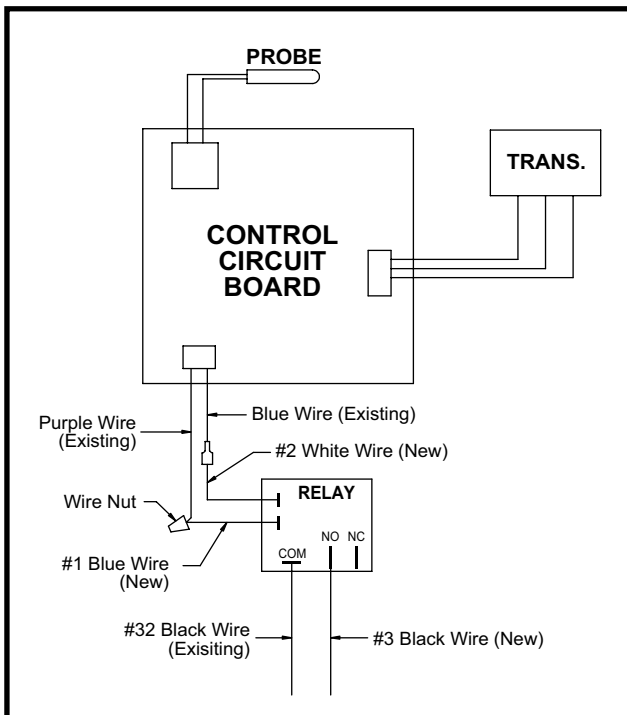 PROBE
TRANS.
CONTROL
CIRCUIT
BOARD
Blue Wire (Existing)
Purple Wire
(Existing)
#2 White Wire (New)
Wire Nut
RELAY
NO NC
COM
#1 Blue Wire
(New)
#32 Black Wire
(Exisiting)
#3 Black Wire (New)